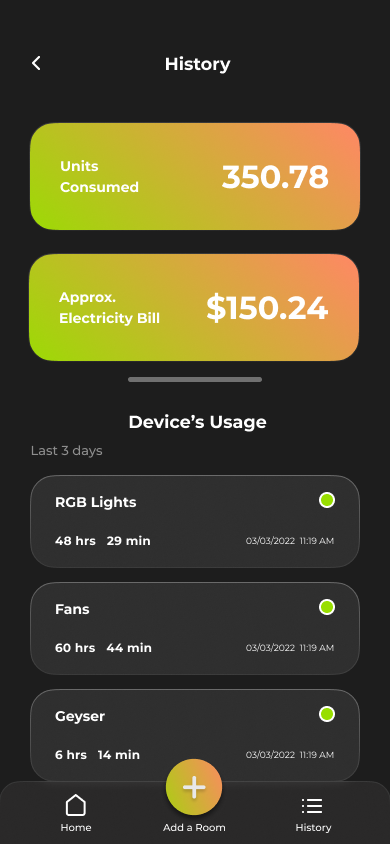 History
Units
Consumed
350.78
Approx.
Electricity Bill
$150.24
Device’s Usage
Last 3 days
RGB Lights
48 hrs 29 min
03/03/2022 11:19 AM
Fans
60 hrs 44 min
03/03/2022 11:19 AM
Geyser
6 hrs 14 min
03/03/2022 11:19 AM
Home
Add a Room
History